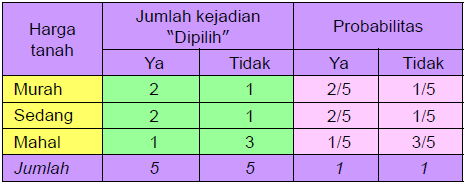 Harga tanah Jumlah kejadian "Dipilih" Probabilitas
Ya Tidak Ya Tidak
Murah 2 1 2/5 1/5
Sedang 2 1 2/5 1/5
Mahal 1 3 1/5 3/5
Jumlah 5 5 1 1